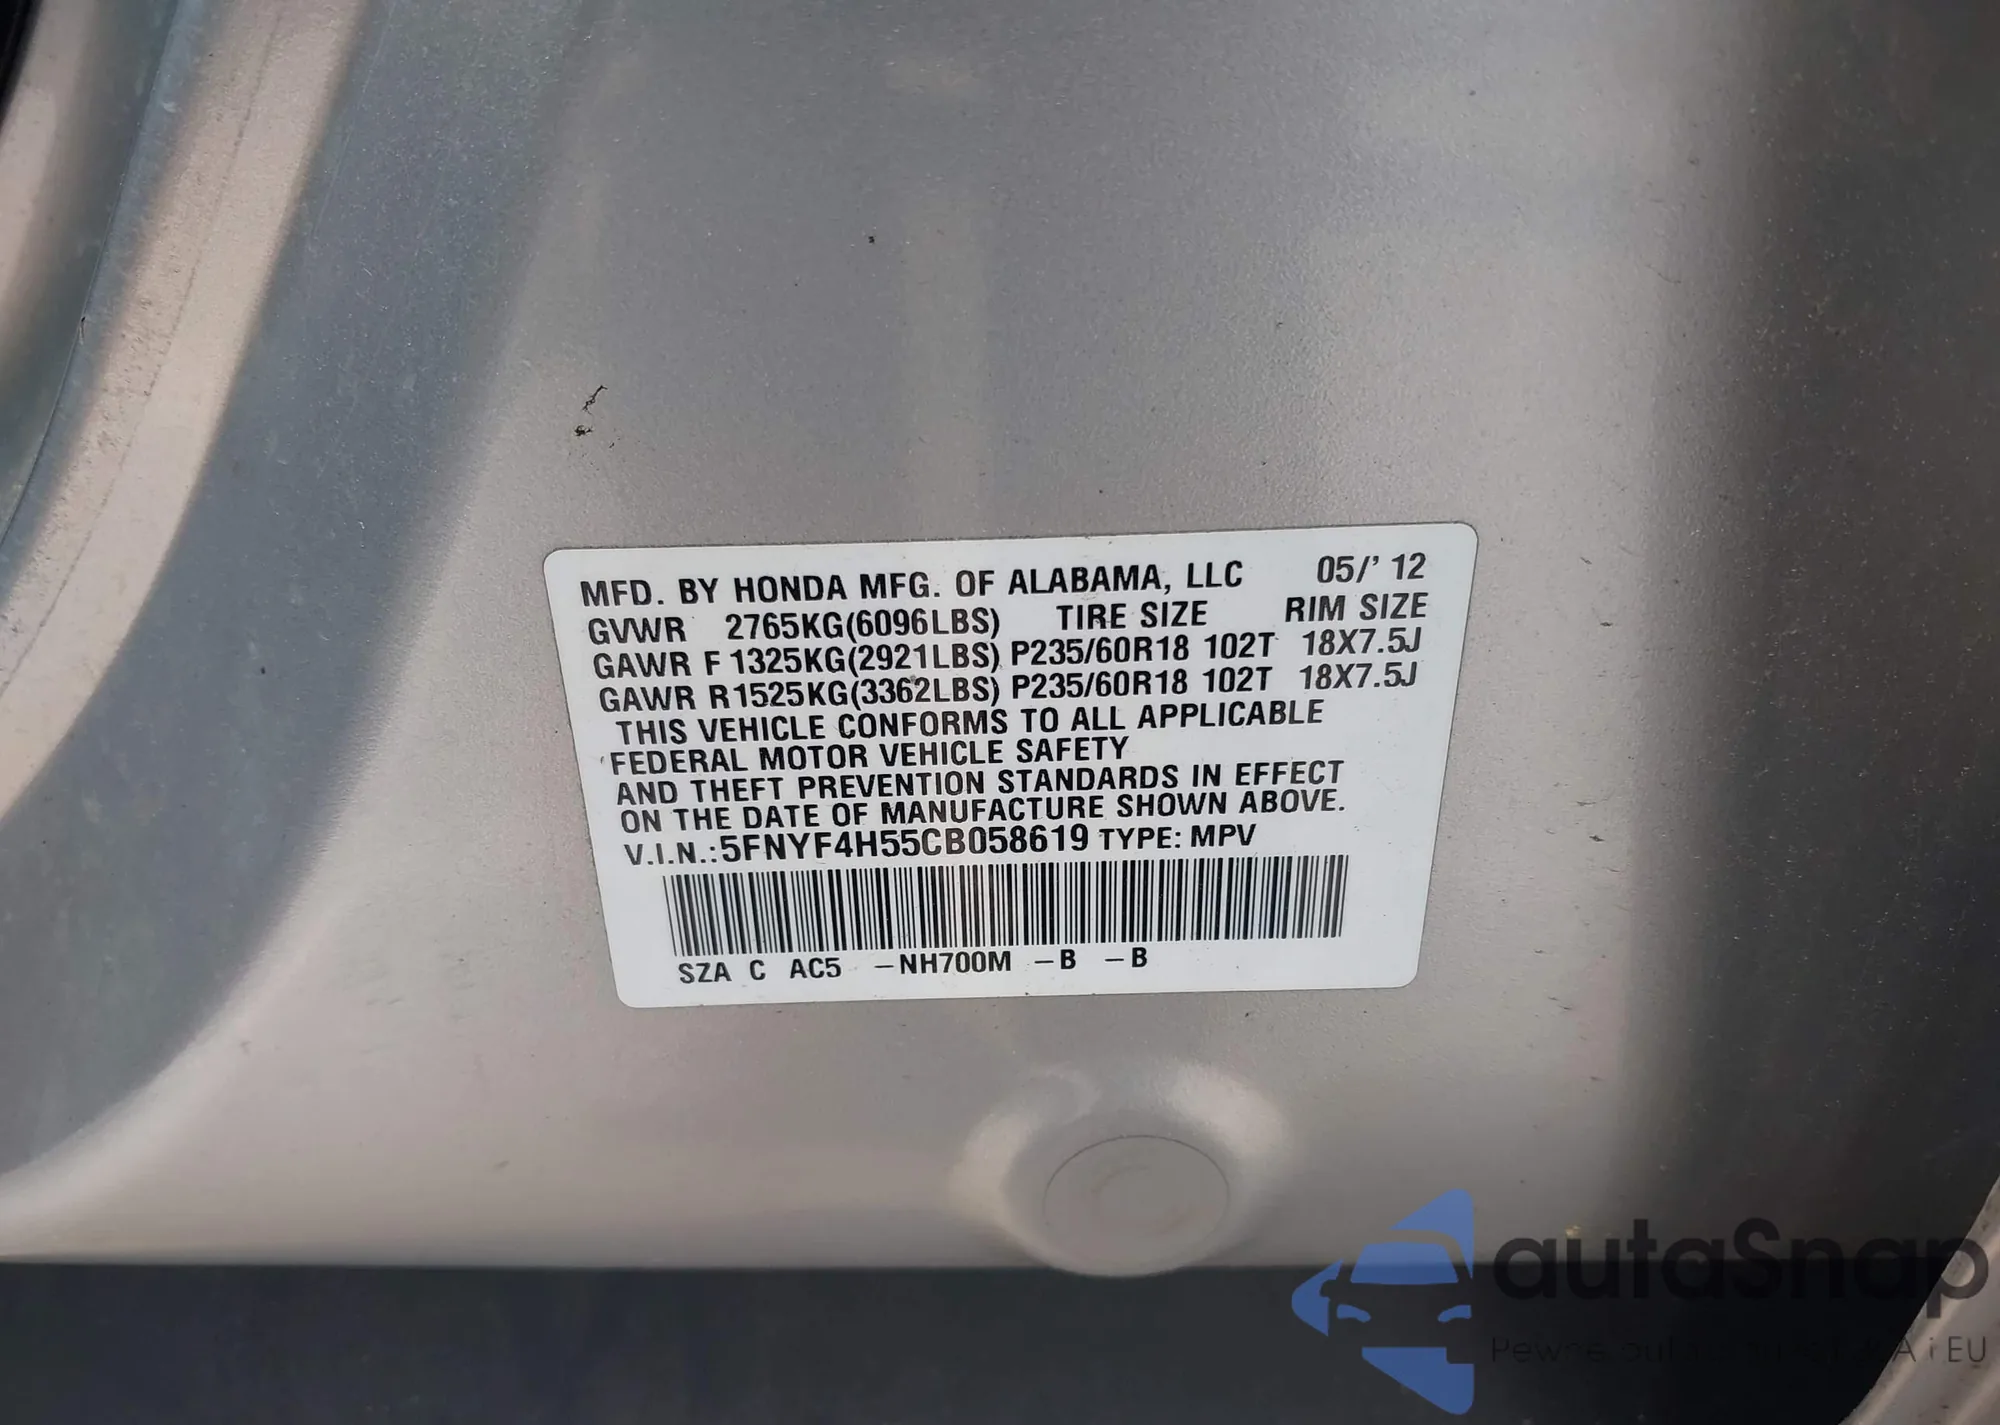 MFD. BY HONDA MFG. OF ALABAMA, LLC 05/' 12
GVWR 2765KG(6096LBS) TIRE SIZE RIM SIZE
GAWR F 1325KG(2921LBS) P235/60R18 102T 18X7.5J
GAWR R1525KG(3362LBS) P235/60R18 102T 18X7.5J
THIS VEHICLE CONFORMS TO ALL APPLICABLE
FEDERAL MOTOR VEHICLE SAFETY
AND THEFT PREVENTION STANDARDS IN EFFECT
ON THE DATE OF MANUFACTURE SHOWN ABOVE.
V.I.N.:5FNYF4H55CB058619 TYPE: MPV
SZA C AC5 -NH700M -B -B
autaSnap
i EU